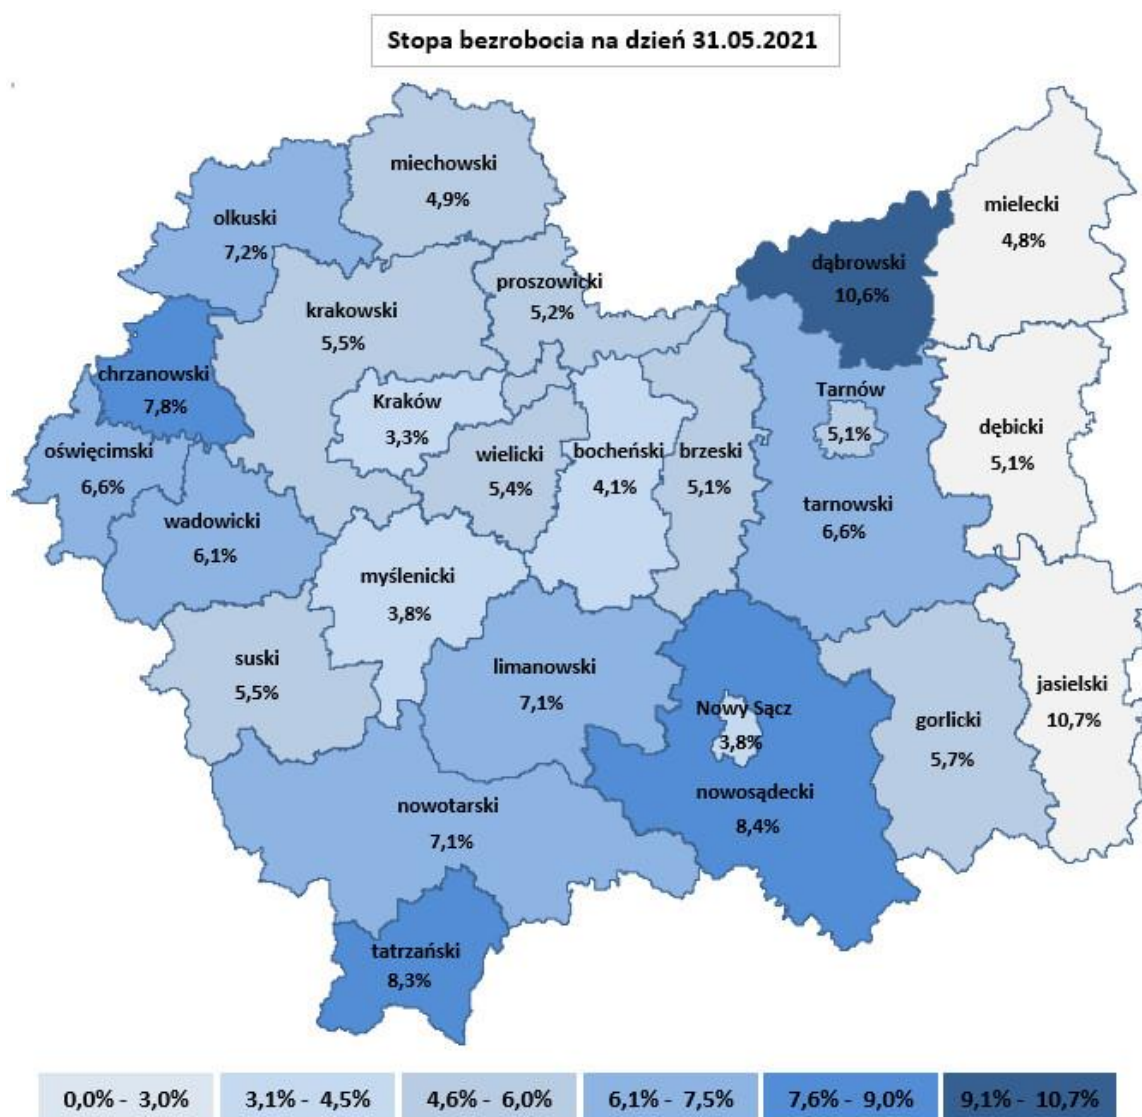 Stopa bezrobocia na dzień 31.05.2021
miechowski
4,9%
olkuski
7,2%
mielecki
4,8%
dąbrowski
10,6%
proszowicki
5,2%
krakowski
5,5%
chrzanowski
7,8%
Kraków
3,3%
Tarnów
5,1%
dębicki
5,1%
oświęcimski
6,6%
wielicki
5,4%
bocheński
4,1%
brzeski
5,1%
tarnowski
6,6%
wadowicki
6,1%
myślenicki
3,8%
suski
5,5%
limanowski
7,1%
jasielski
10,7%
Nowy Sącz
3,8%
gorlicki
5,7%
nowosądecki
8,4%
nowotarski
7,1%
tatrzański
8,3%
0,0% - 3,0%
3,1% - 4,5%
4,6% - 6,0%
6,1% - 7,5%
7,6% - 9,0%
9,1% - 10,7%